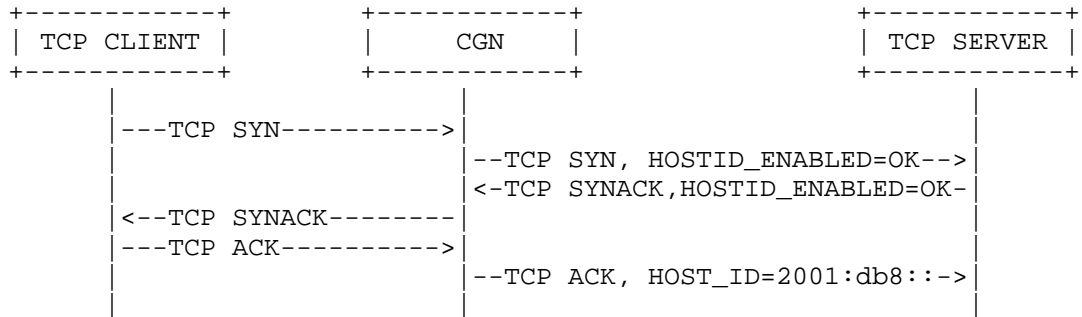 TCP CLIENT CGN TCP SERVER
---TCP SYN---------->
--TCP SYN, HOSTID_ENABLED=OK-->
<-TCP SYNACK,HOSTID_ENABLED=OK-
<--TCP SYNACK--------
---TCP ACK---------->
--TCP ACK, HOST_ID=2001:db8::->